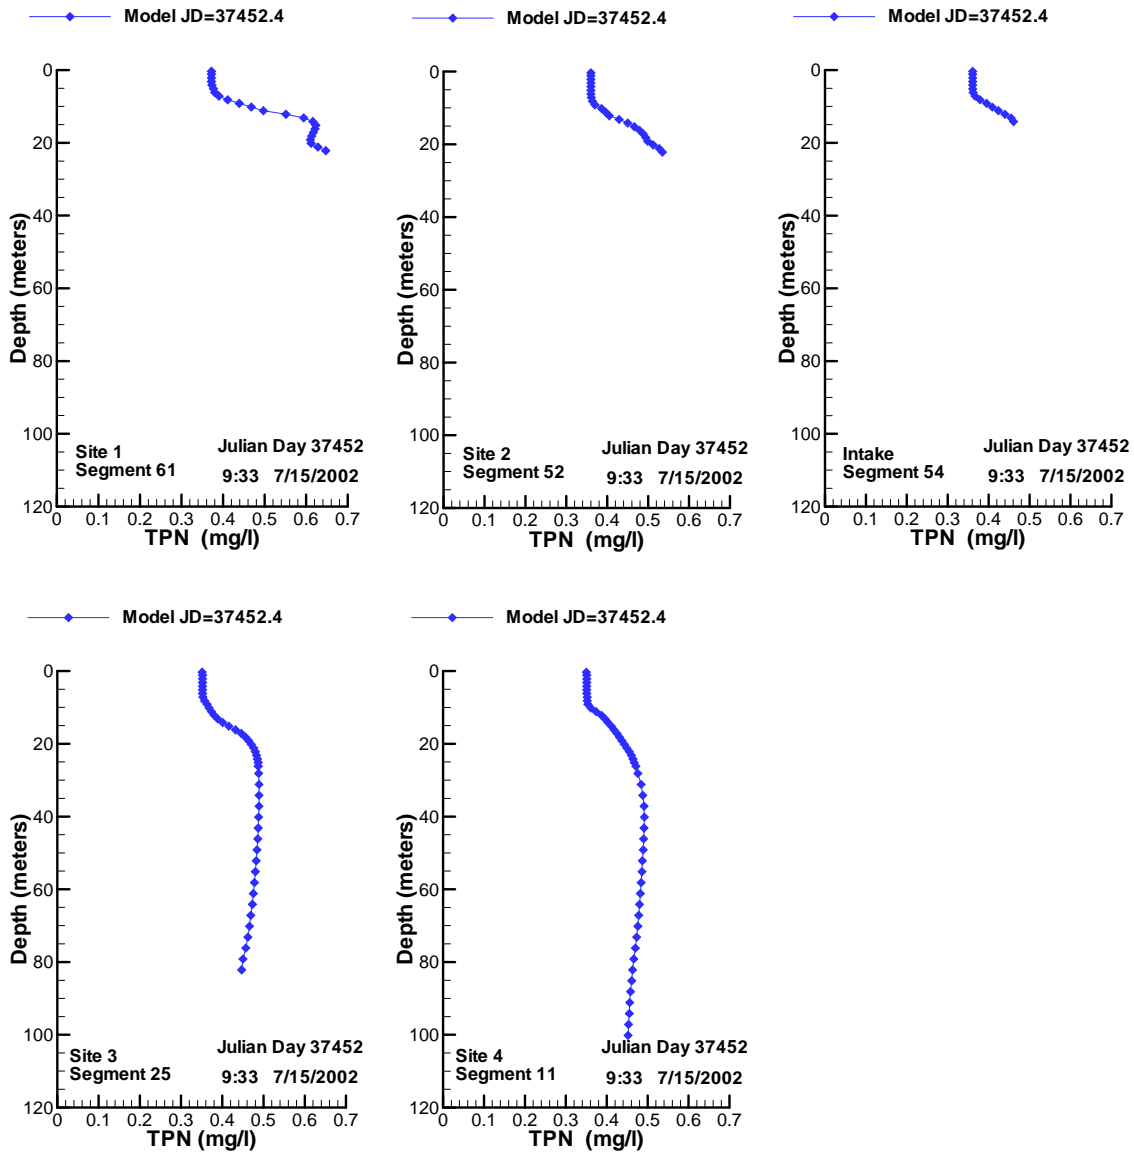 Model JD=37452.4
Model JD=37452.4
Model JD=37452.4
0
20
40
60
80
100
120
Depth (meters)
Site 1
Segment 61
Julian Day 37452
9:33 7/15/2002
0 0.1 0.2 0.3 0.4 0.5 0.6 0.7
TPN (mg/l)
0
20
40
60
80
100
120
Depth (meters)
Site 2
Segment 52
Julian Day 37452
9:33 7/15/2002
0 0.1 0.2 0.3 0.4 0.5 0.6 0.7
TPN (mg/l)
0
20
40
60
80
100
120
Depth (meters)
Intake
Segment 54
Julian Day 37452
9:33 7/15/2002
0 0.1 0.2 0.3 0.4 0.5 0.6 0.7
TPN (mg/l)
Model JD=37452.4
Model JD=37452.4
0
20
40
60
80
100
120
Depth (meters)
Site 3
Segment 25
Julian Day 37452
9:33 7/15/2002
0 0.1 0.2 0.3 0.4 0.5 0.6 0.7
TPN (mg/l)
0
20
40
60
80
100
120
Depth (meters)
Site 4
Segment 11
Julian Day 37452
9:33 7/15/2002
0 0.1 0.2 0.3 0.4 0.5 0.6 0.7
TPN (mg/l)